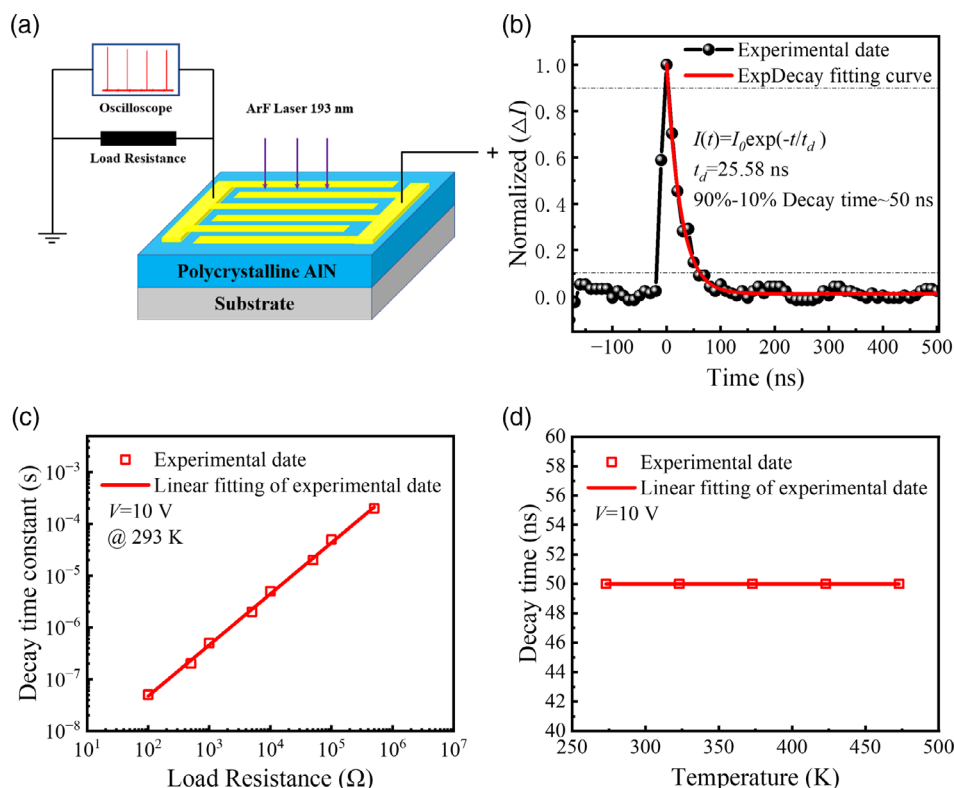 (a)
Oscilloscope
Load Resistance
ArF Laser 193 nm
+
Polycrystalline AlN
Substrate
(b)
Experimental date
ExpDecay fitting curve
I(t)=I₀exp(-t/t_d )
t_d=25.58 ns
90%-10% Decay time~50 ns
Normalized (△I)
1. 0
0. 8
0. 6
0. 4
0. 2
0. 0
−100 0 100 200 300 400 500
Time (ns)
(c)
Experimental date
Linear fitting of experimental date
V=10 V
@ 293 K
Decay time constant (s)
10⁻³
10⁻⁴
10⁻⁵
10⁻⁶
10⁻⁷
10⁻⁸
10¹ 10² 10³ 10⁴ 10⁵ 10⁶ 10⁷
Load Resistance (Ω)
(d)
Experimental date
Linear fitting of experimental date
V=10 V
Decay time (ns)
60
58
56
54
52
50
48
46
44
42
40
250 300 350 400 450 500
Temperature (K)